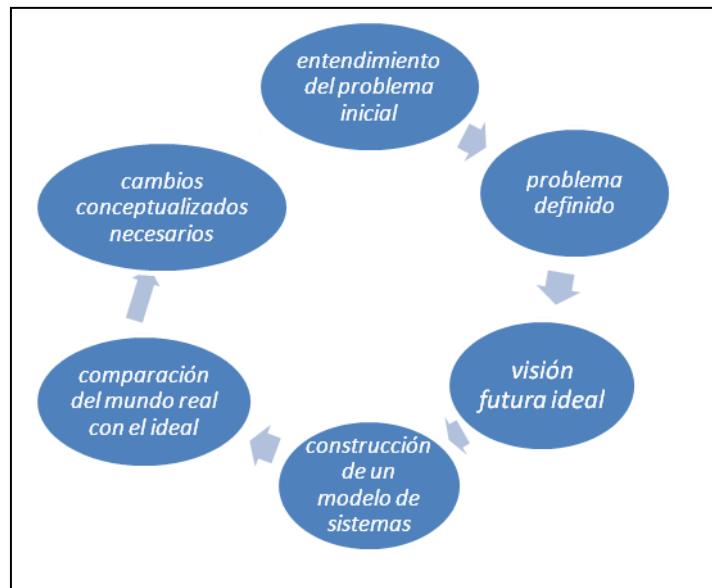 entendimiento
del problema
inicial
problema
definido
visión
futura ideal
construcción
de un
modelo de
sistemas
comparación
del mundo real
con el ideal
cambios
conceptualizados
necesarios